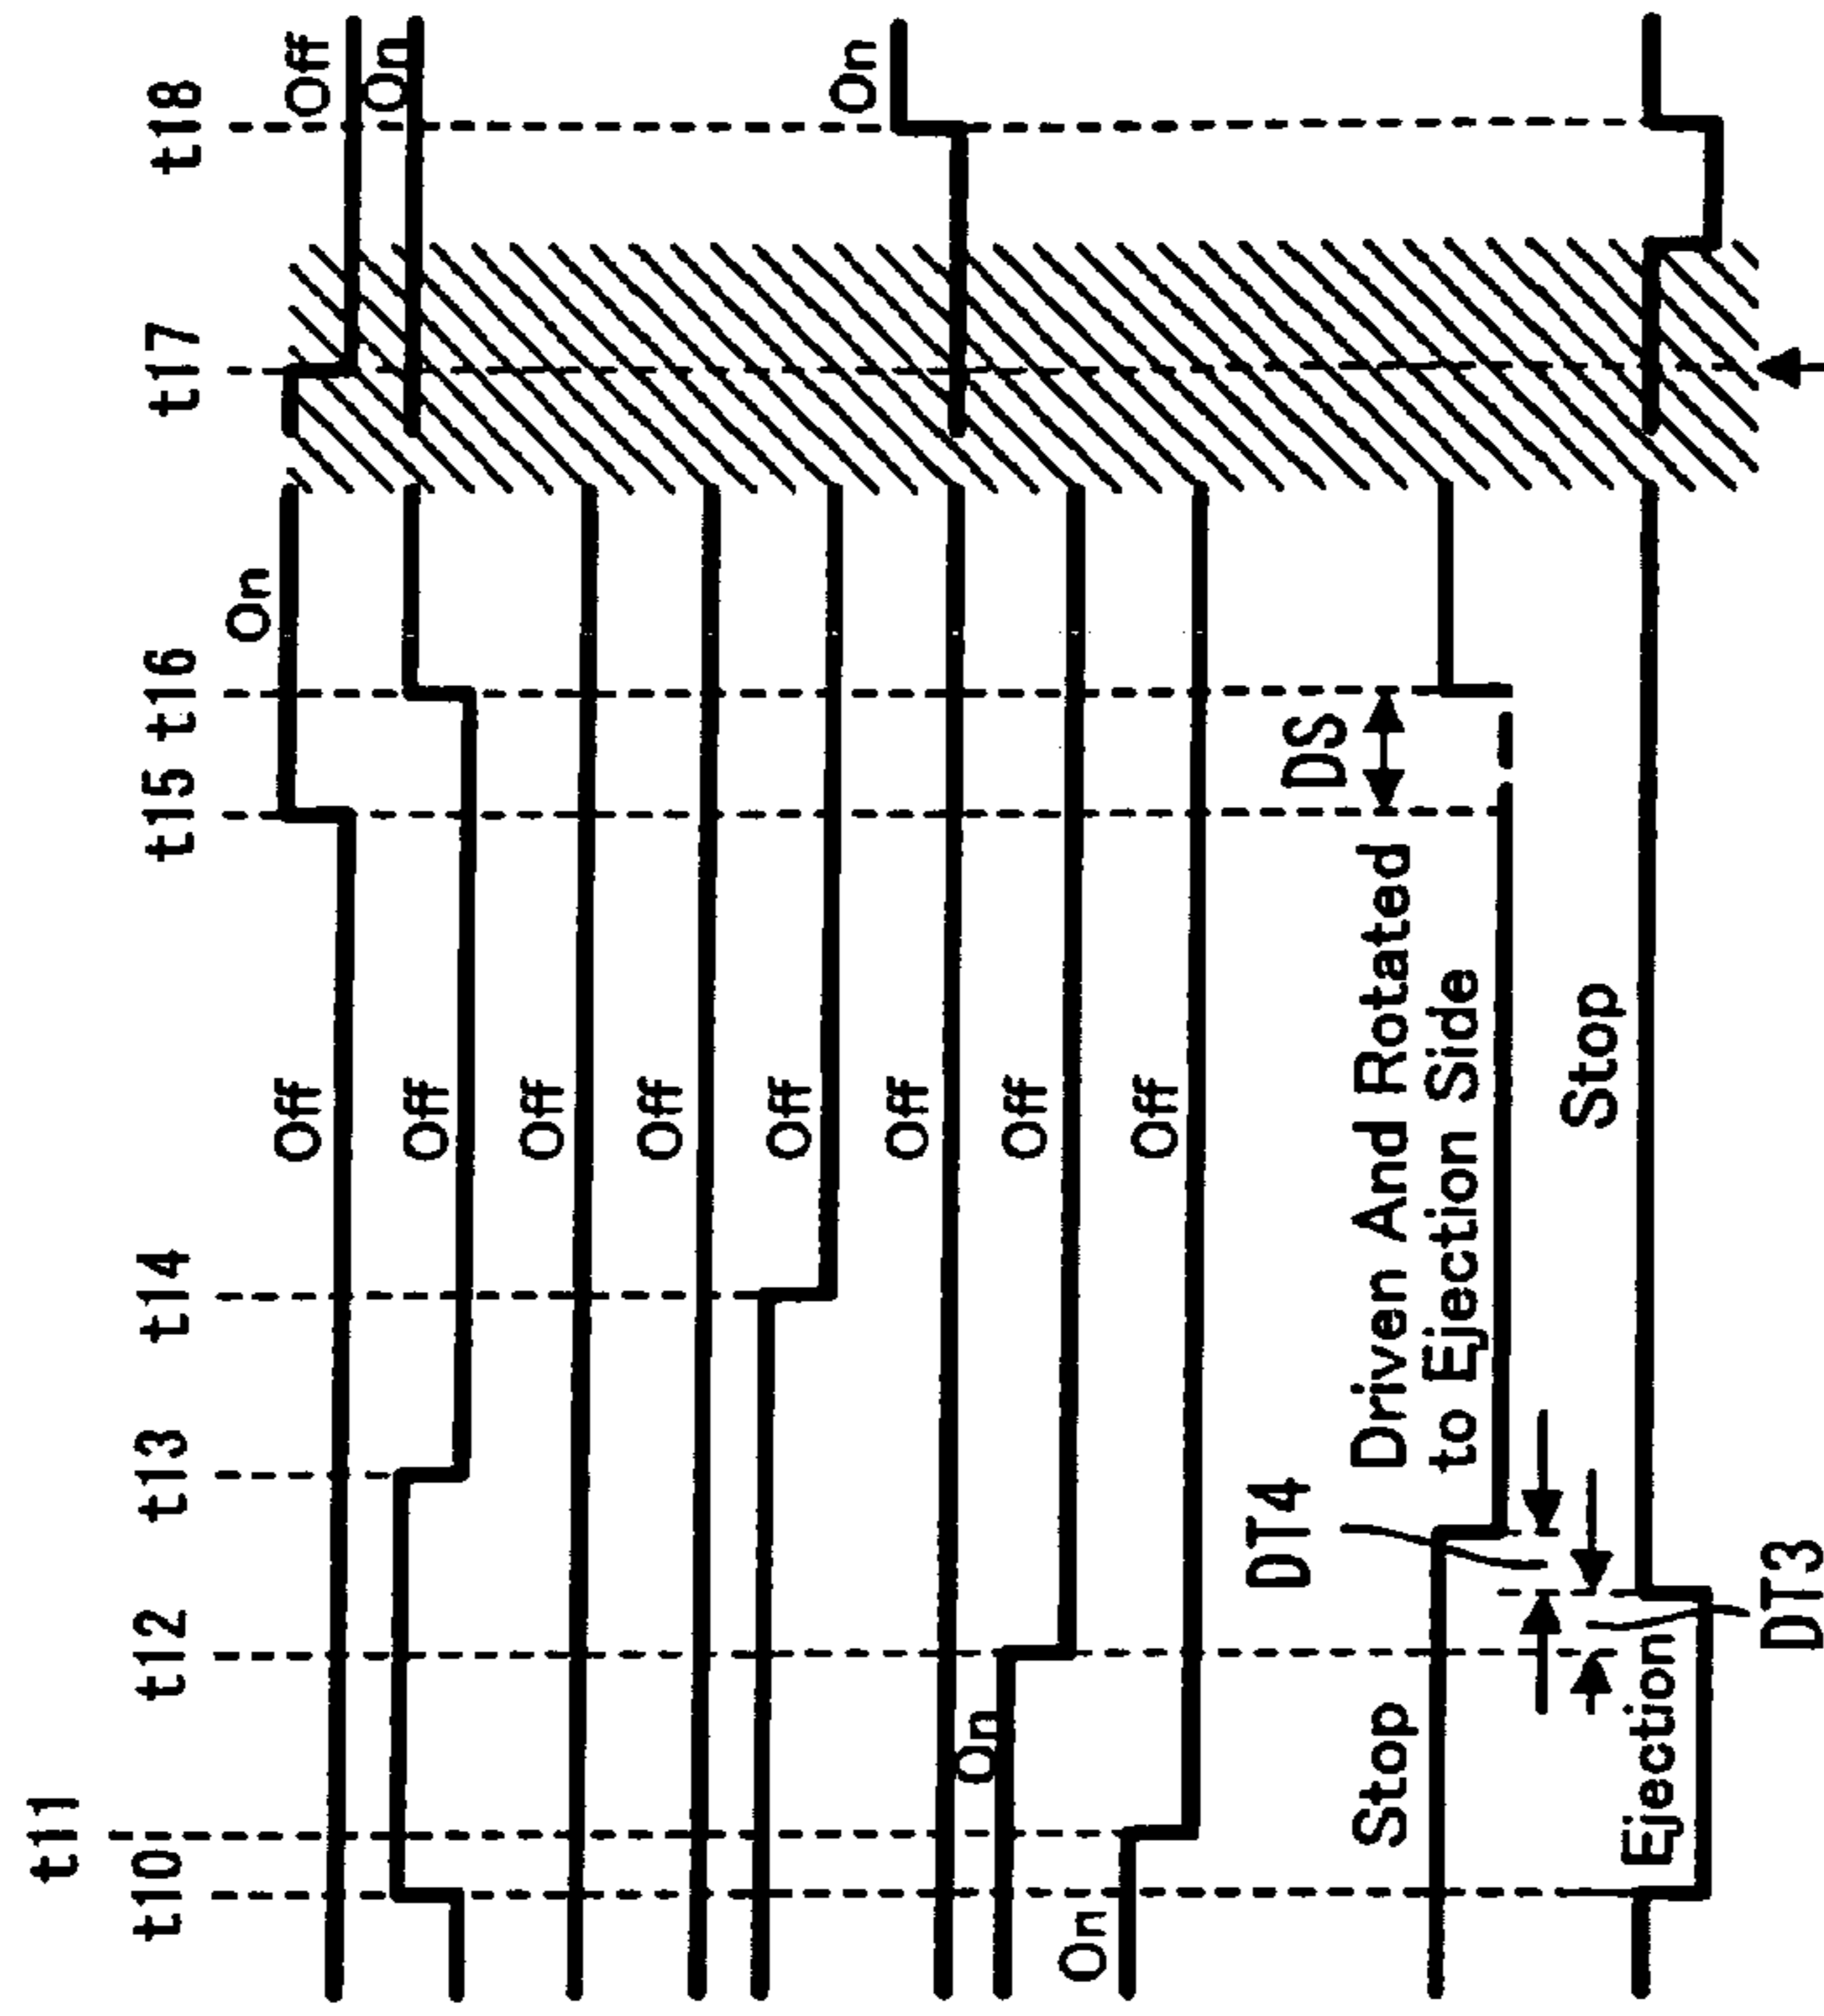 t10
t11
t12
t13
t14
t15
t16
t17
t18
Off
On
Off
Off
On
Off
Off
Off
Off
On
On
Off
On
Off
Stop
DT4
Driven And Rotated
to Ejection Side
DS
Ejection
DT3
Stop